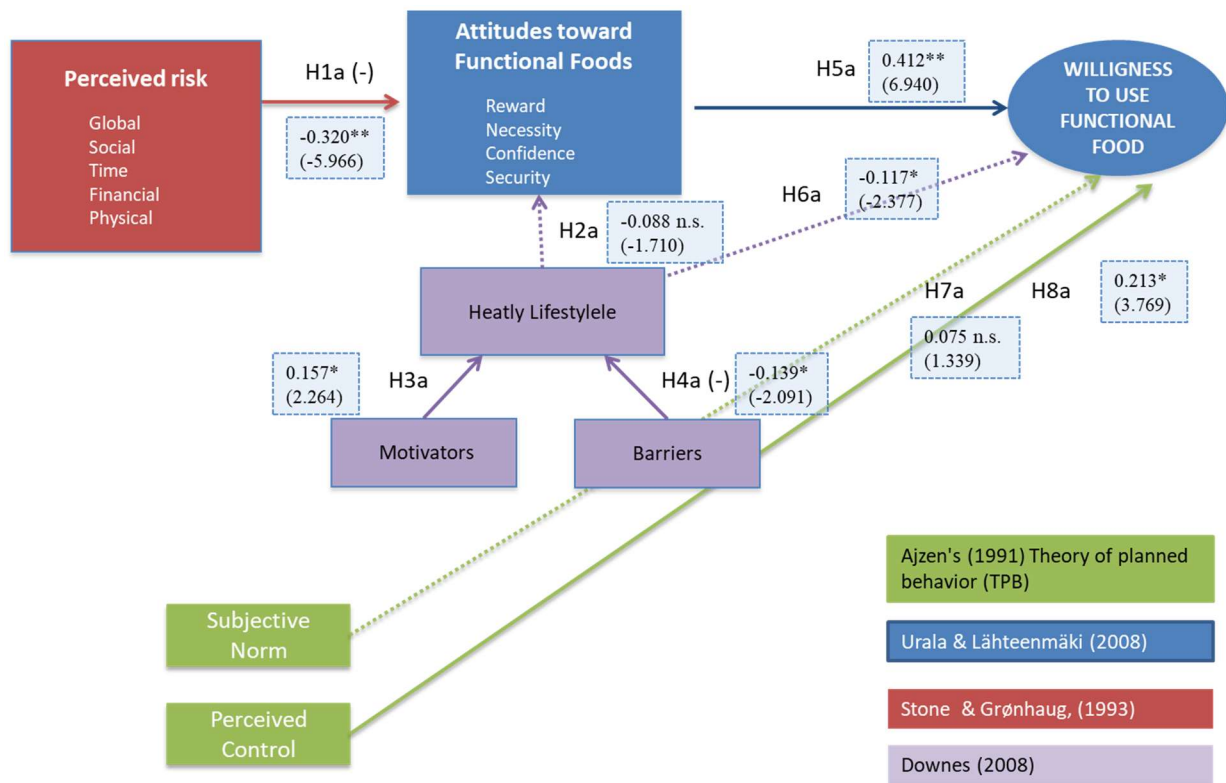 Perceived risk
Global
Social
Time
Financial
Physical
H1a (-)
-0.320**
(-5.966)
Attitudes toward
Functional Foods
Reward
Necessity
Confidence
Security
H5a
0.412**
(6.940)
WILLIGNESS
TO USE
FUNCTIONAL
FOOD
H2a
-0.088 n.s.
(-1.710)
H6a
-0.117*
(-2.377)
Heatly Lifestylele
H7a
0.075 n.s.
(1.339)
H8a
0.213*
(3.769)
0.157*
(2.264)
H3a
H4a (-)
-0.139*
(-2.091)
Motivators
Barriers
Subjective
Norm
Perceived
Control
Ajzen's (1991) Theory of planned
behavior (TPB)
Urala & Lähteenmäki (2008)
Stone & Grønhaug, (1993)
Downes (2008)